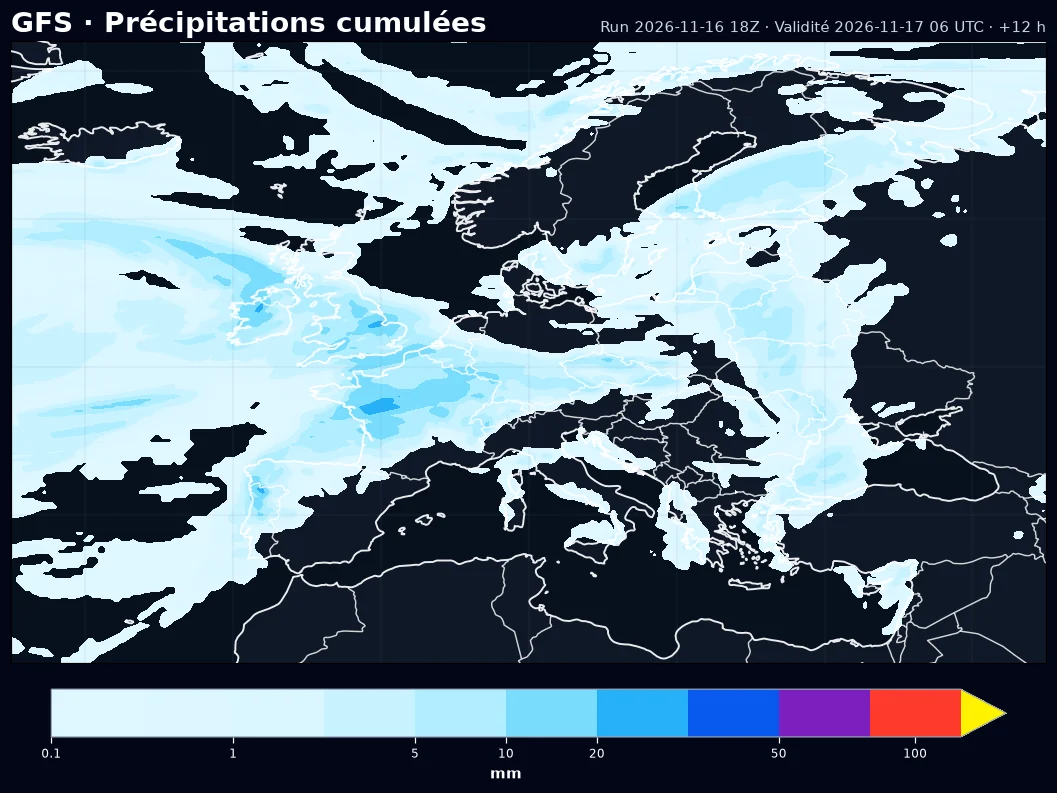 GFS · Précipitations cumulées
Run 2026-11-16 18Z · Validité 2026-11-17 06 UTC · +12 h
0.1 1 5 10 20 50 100
mm